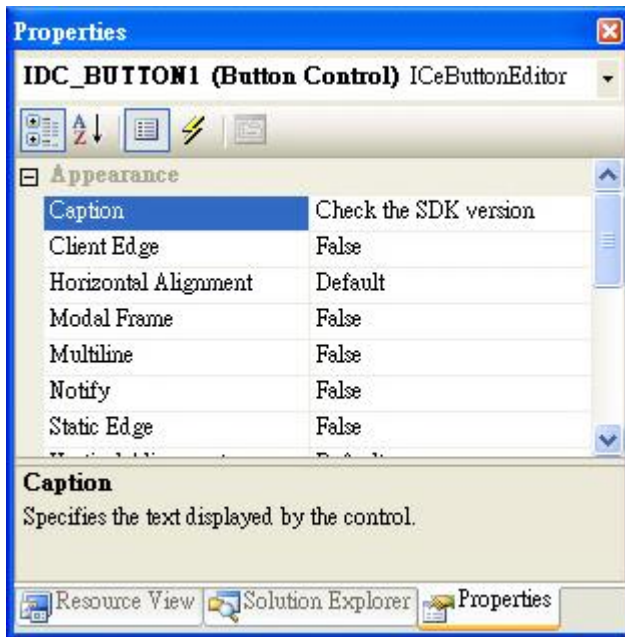 Properties
IDC_BUTTON1 (Button Control) ICeButtonEditor
Appearance
Caption Check the SDK version
Client Edge False
Horizontal Alignment Default
Modal Frame False
Multiline False
Notify False
Static Edge False
Caption
Specifies the text displayed by the control.
Resource View Solution Explorer Properties